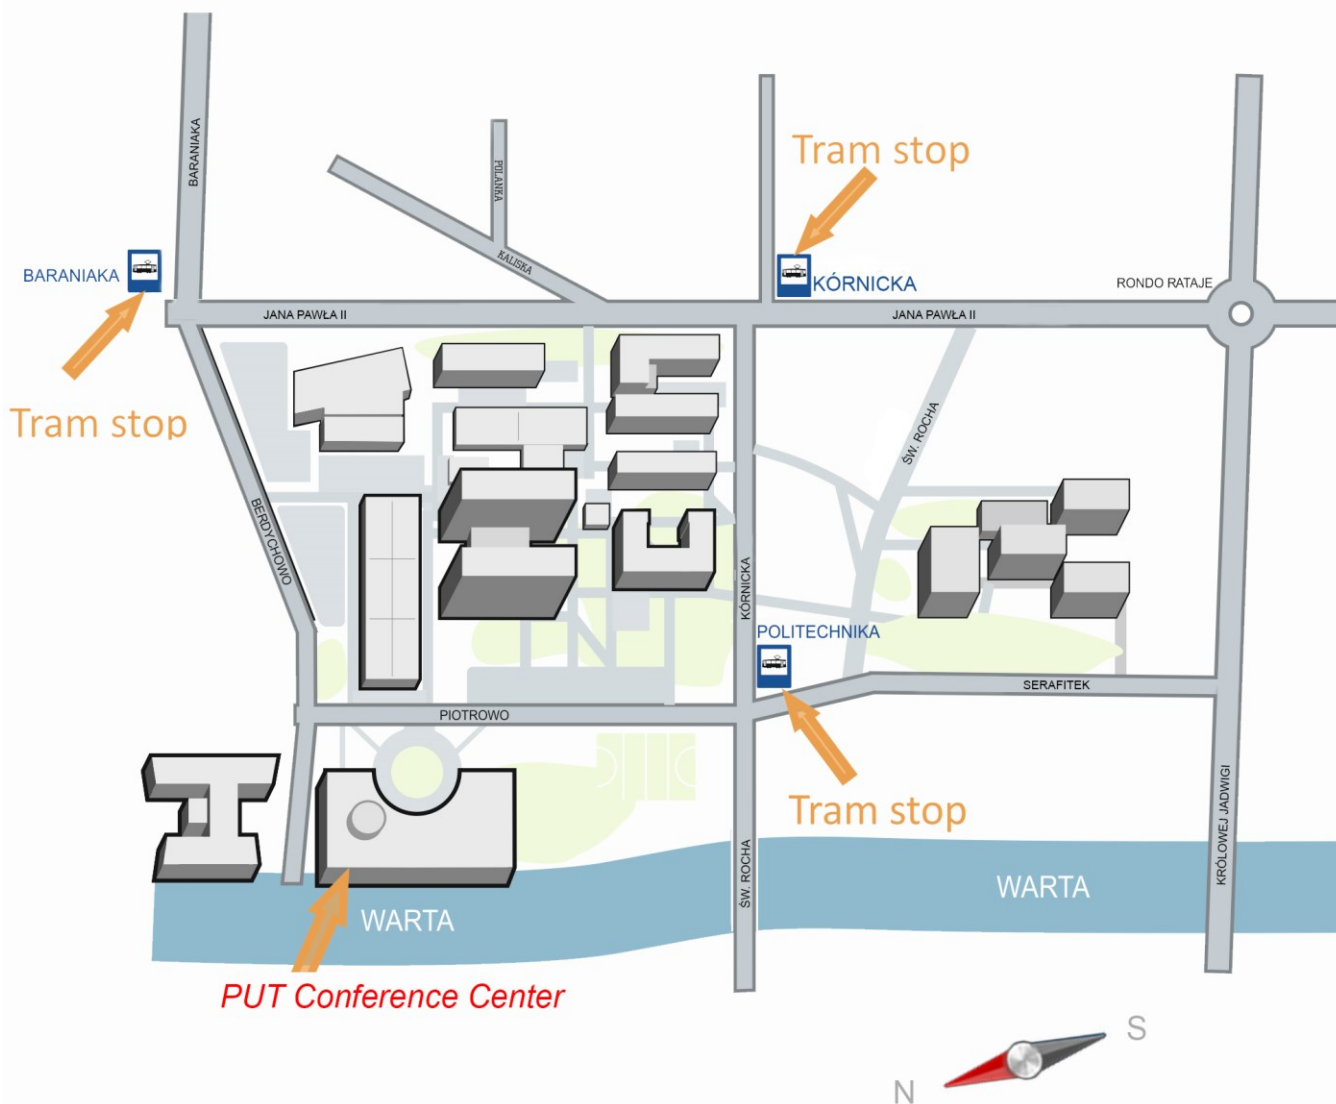 BARANIAKA
POLANKA
KALISKA
Tram stop
BARANIAKA
KÓRNICKA
RONDO RATAJE
JANA PAWŁA II
JANA PAWŁA II
Tram stop
ŚW. ROCHA
BERDYCHOWO
KÓRNICKA
POLITECHNIKA
SERAFITEK
PIOTROWO
Tram stop
KRÓLOWEJ JADWIGI
ŚW. ROCHA
WARTA
WARTA
PUT Conference Center
S
N